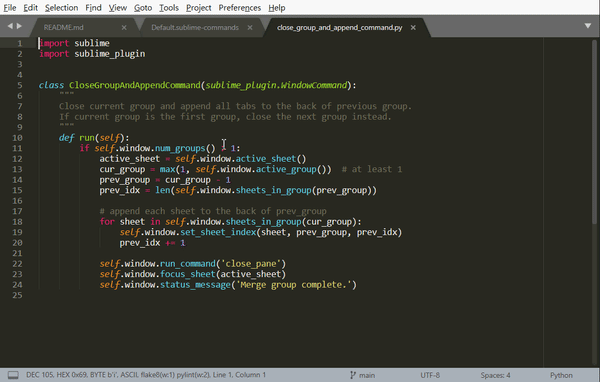 File Edit Selection Find View Goto Tools Project Preferences Help
README.md Default.sublime-commands close_group_and_append_command.py
1 import sublime
2 import sublime_plugin
3
4
5 class CloseGroupAndAppendCommand(sublime_plugin.WindowCommand):
6 """
7 Close current group and append all tabs to the back of previous group.
8 If current group is the first group, close the next group instead.
9 """
10 def run(self):
11 if self.window.num_groups() > 1:
12 active_sheet = self.window.active_sheet()
13 cur_group = max(1, self.window.active_group()) # at least 1
14 prev_group = cur_group - 1
15 prev_idx = len(self.window.sheets_in_group(prev_group))
16
17 # append each sheet to the back of prev_group
18 for sheet in self.window.sheets_in_group(cur_group):
19 self.window.set_sheet_index(sheet, prev_group, prev_idx)
20 prev_idx += 1
21
22 self.window.run_command('close_pane')
23 self.window.focus_sheet(active_sheet)
24 self.window.status_message('Merge group complete.')
25
DEC 105, HEX 0x69, BYTE b'i', ASCII flake8(w:1) pylint(w:2), Line 1, Column 1 main UTF-8 Spaces: 4 Python